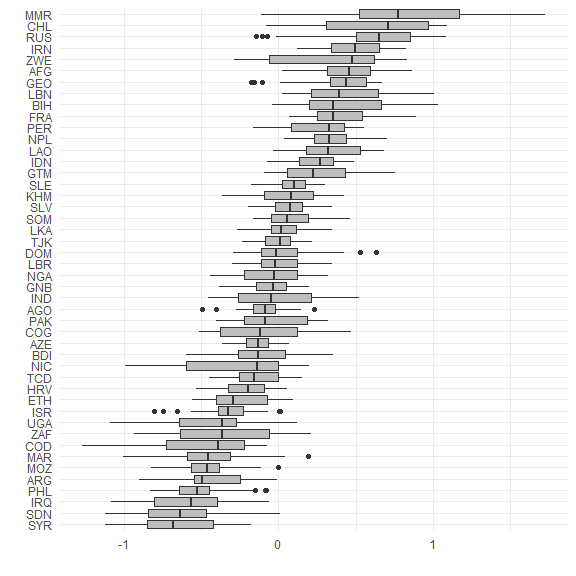 MMR
CHL
RUS
IRN
ZWE
AFG
GEO
LBN
BIH
FRA
PER
NPL
LAO
IDN
GTM
SLE
KHM
SLV
SOM
LKA
TJK
DOM
LBR
NGA
GNB
IND
AGO
PAK
COG
AZE
BDI
NIC
TCD
HRV
ETH
ISR
UGA
ZAF
COD
MAR
MOZ
ARG
PHL
IRQ
SDN
SYR
-1 0 1